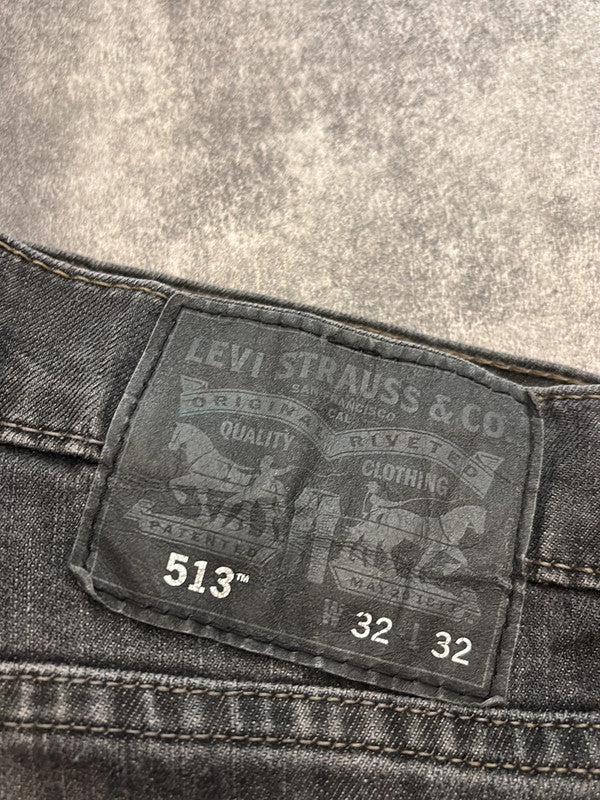 LEVI STRAUSS & CO.
SAN FRANCISCO
CAL
ORIGINAL RIVETED
QUALITY CLOTHING
PATENTED
513™
W 32 L 32